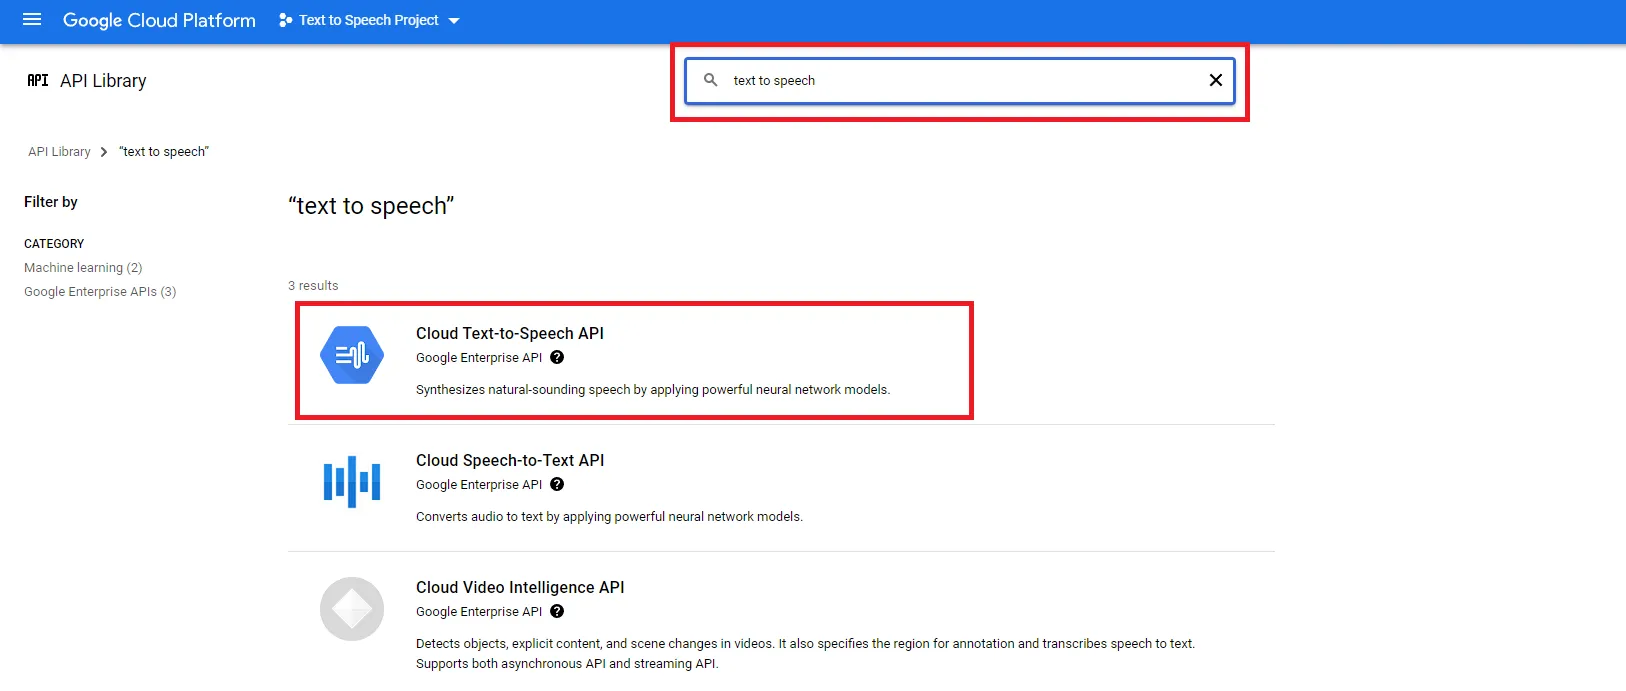 Google Cloud Platform
Text to Speech Project
API
API Library
text to speech
API Library
“text to speech”
Filter by
CATEGORY
Machine learning (2)
Google Enterprise APIs (3)
“text to speech”
3 results
Cloud Text-to-Speech API
Google Enterprise API ?
Synthesizes natural-sounding speech by applying powerful neural network models.
Cloud Speech-to-Text API
Google Enterprise API ?
Converts audio to text by applying powerful neural network models.
Cloud Video Intelligence API
Google Enterprise API ?
Detects objects, explicit content, and scene changes in videos. It also specifies the region for annotation and transcribes speech to text.
Supports both asynchronous API and streaming API.